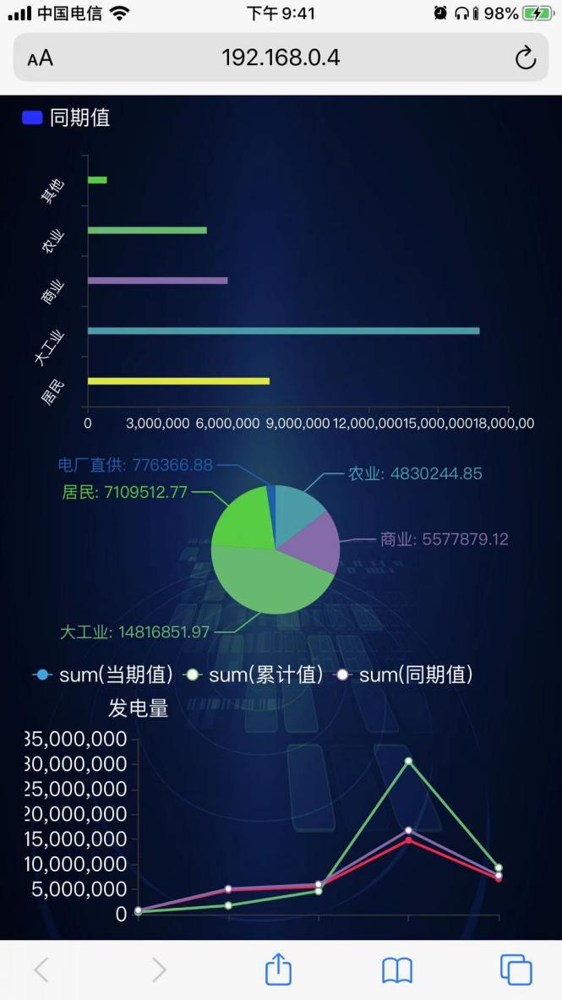 中国电信 下午 9:41 98%
AA 192.168.0.4
同期值
其他
农业
商业
大工业
居民
0 3,000,000 6,000,000 9,000,000 12,000,000 15,000,000 18,000,00
电厂直供: 776366.88
农业: 4830244.85
居民: 7109512.77
商业: 5577879.12
大工业: 14816851.97
sum(当期值) sum(累计值) sum(同期值)
发电量
35,000,000
30,000,000
25,000,000
20,000,000
15,000,000
10,000,000
5,000,000
0